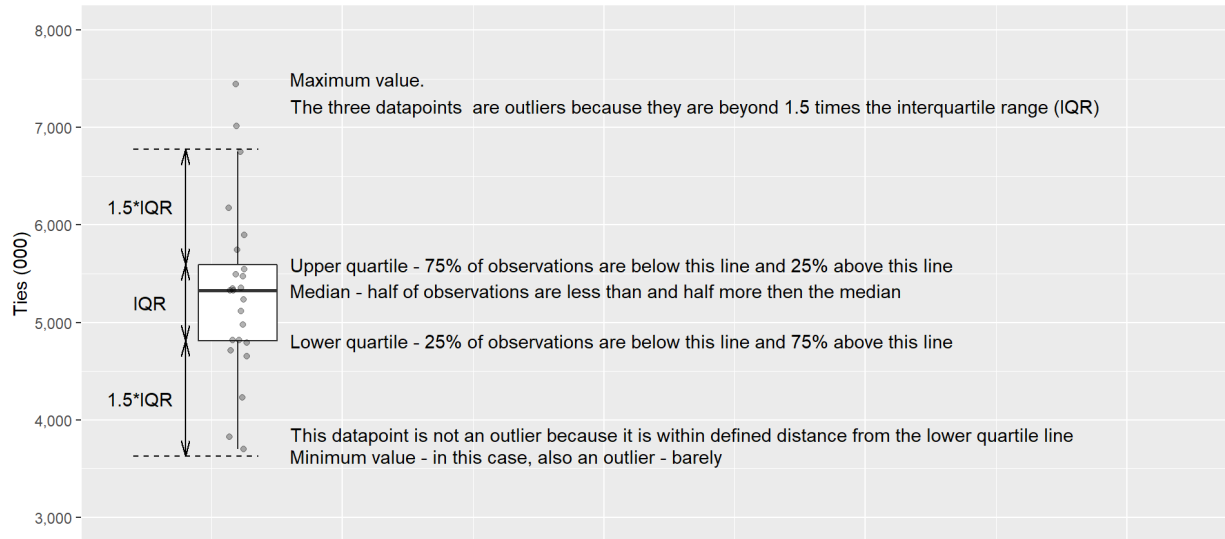 8,000
Maximum value.
The three datapoints  are outliers because they are beyond 1.5 times the interquartile range (IQR)
7,000
1.5*IQR
6,000
Ties (000)
Upper quartile - 75% of observations are below this line and 25% above this line
Median - half of observations are less than and half more then the median
IQR
5,000
Lower quartile - 25% of observations are below this line and 75% above this line
1.5*IQR
4,000
This datapoint is not an outlier because it is within defined distance from the lower quartile line
Minimum value - in this case, also an outlier - barely
3,000